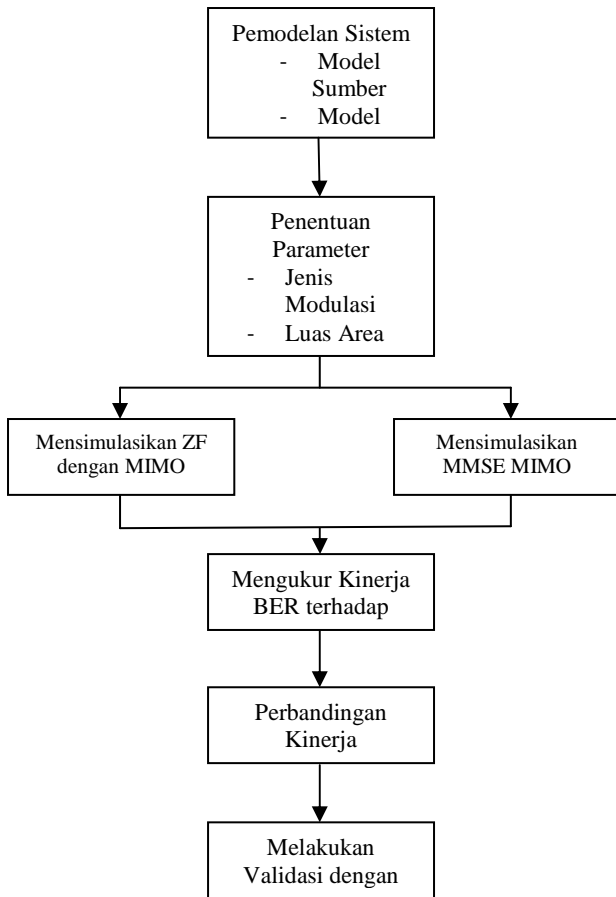 Pemodelan Sistem
- Model
Sumber
- Model
Penentuan
Parameter
- Jenis
Modulasi
- Luas Area
Mensimulasikan ZF
dengan MIMO
Mensimulasikan
MMSE MIMO
Mengukur Kinerja
BER terhadap
Perbandingan
Kinerja
Melakukan
Validasi dengan